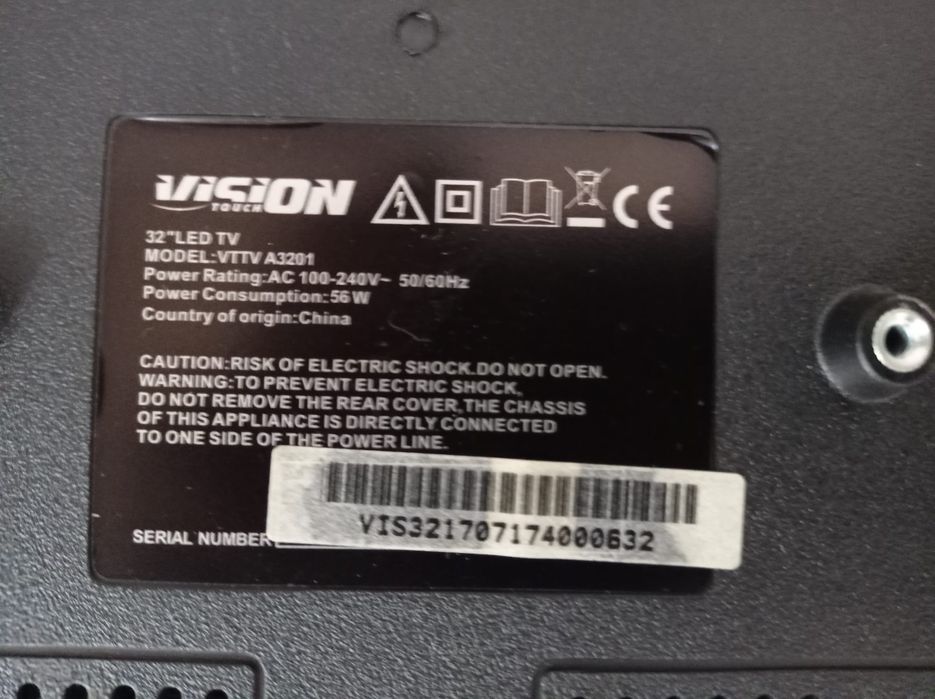 VISION
TOUCH
32"LED TV
MODEL:VTTV A3201
Power Rating:AC 100-240V~ 50/60Hz
Power Consumption:56W
Country of origin:China
CAUTION:RISK OF ELECTRIC SHOCK.DO NOT OPEN.
WARNING:TO PREVENT ELECTRIC SHOCK,
DO NOT REMOVE THE REAR COVER,THE CHASSIS
OF THIS APPLIANCE IS DIRECTLY CONNECTED
TO ONE SIDE OF THE POWER LINE.
VIS321707174000632
SERIAL NUMBER